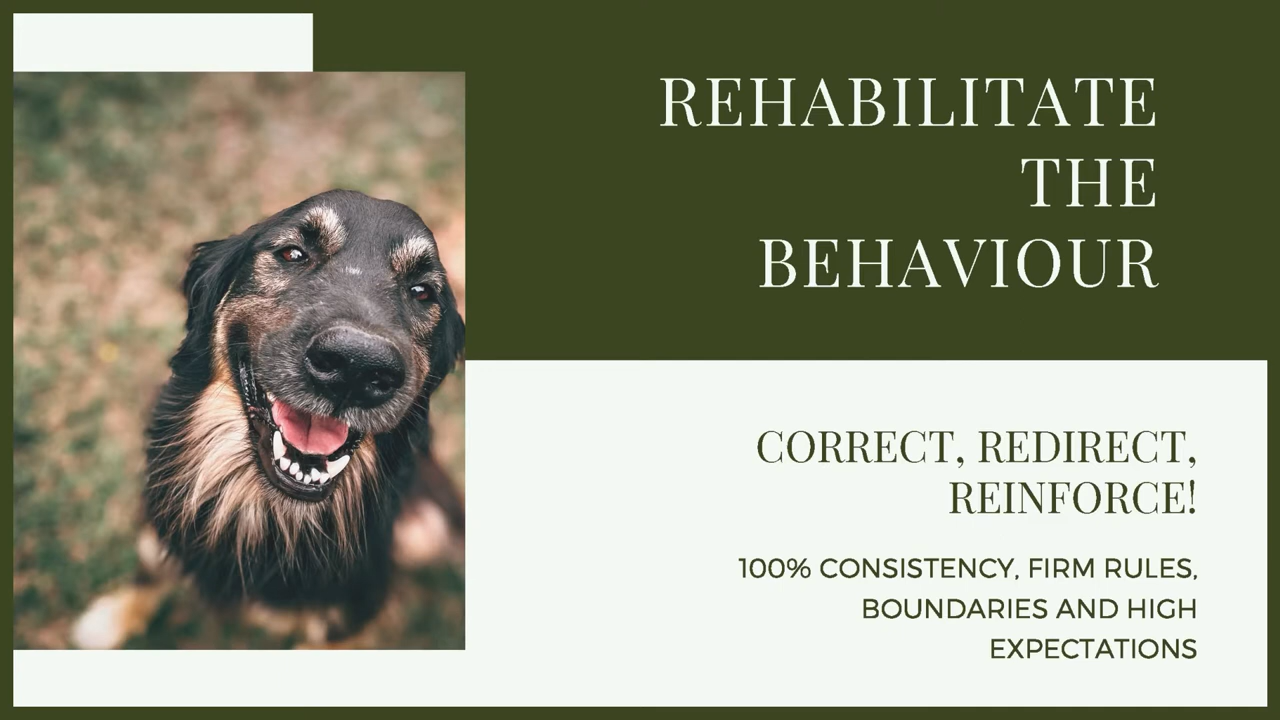 REHABILITATE
THE
BEHAVIOUR
CORRECT, REDIRECT,
REINFORCE!
100% CONSISTENCY, FIRM RULES,
BOUNDARIES AND HIGH
EXPECTATIONS